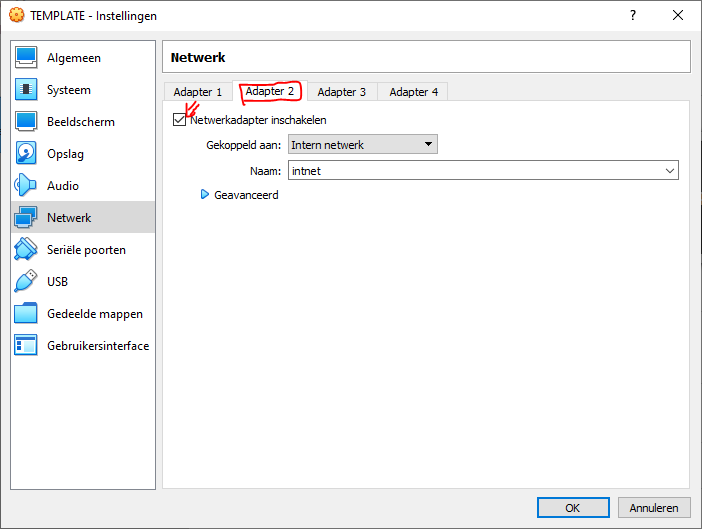 TEMPLATE - Instellingen
?
Algemeen
Systeem
Beeldscherm
Opslag
Audio
Netwerk
Seriële poorten
USB
Gedeelde mappen
Gebruikersinterface
Netwerk
Adapter 1 Adapter 2 Adapter 3 Adapter 4
Netwerkadapter inschakelen
Gekoppeld aan: Intern netwerk
Naam: intnet
Geavanceerd
OK Annuleren